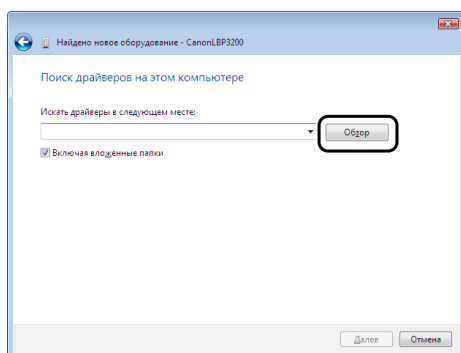 Найдено новое оборудование - CanonLBP3200
Поиск драйверов на этом компьютере
Искать драйверы в следующем месте:
Обзор
Включая вложенные папки
Далее
Отмена